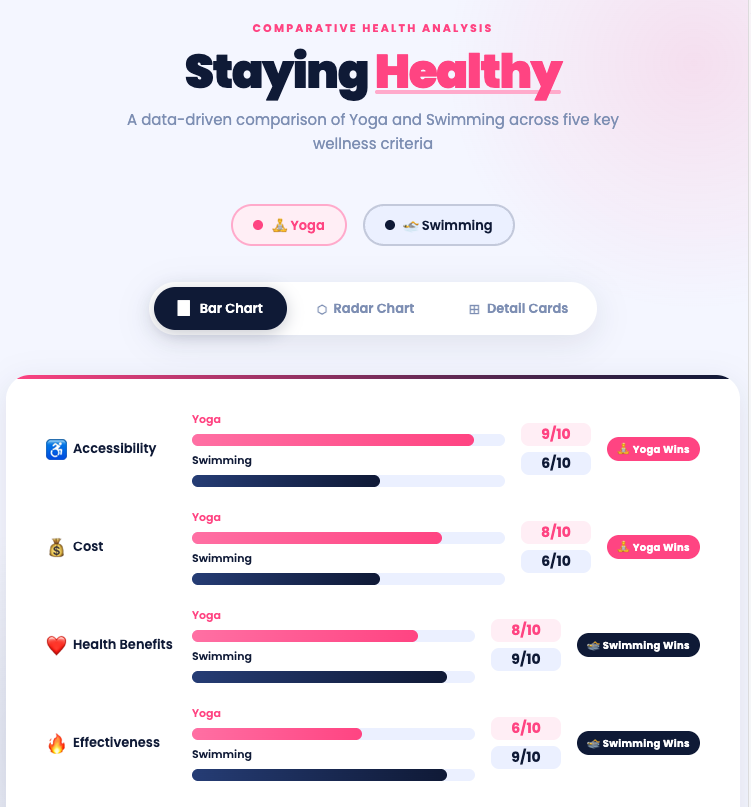 COMPARATIVE HEALTH ANALYSIS
Staying Healthy
A data-driven comparison of Yoga and Swimming across five key
wellness criteria
Yoga
Swimming
Bar Chart
Radar Chart
Detail Cards
Yoga
Accessibility
Swimming
9/10
6/10
Yoga Wins
Yoga
Cost
Swimming
8/10
6/10
Yoga Wins
Yoga
Health Benefits
Swimming
8/10
9/10
Swimming Wins
Yoga
Effectiveness
Swimming
6/10
9/10
Swimming Wins